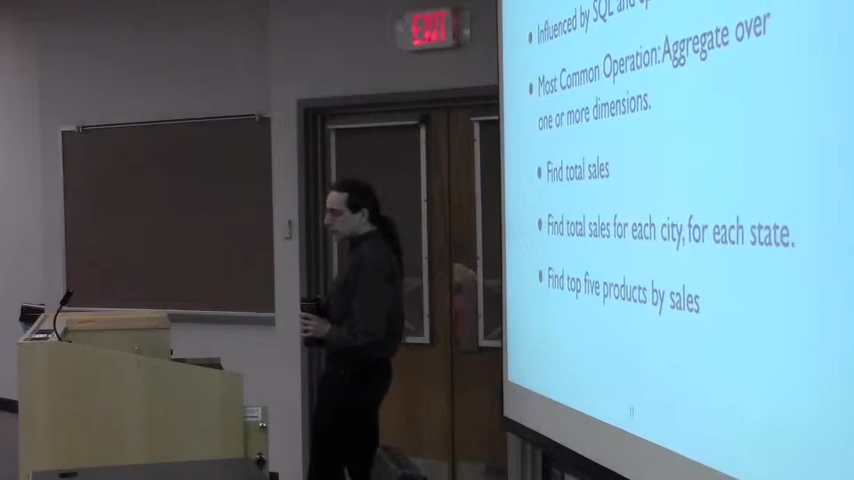 EXIT
• Influenced by SQL and
• Most Common Operation: Aggregate over
one or more dimensions.
• Find total sales
• Find total sales for each city, for each state.
• Find top five products by sales
11